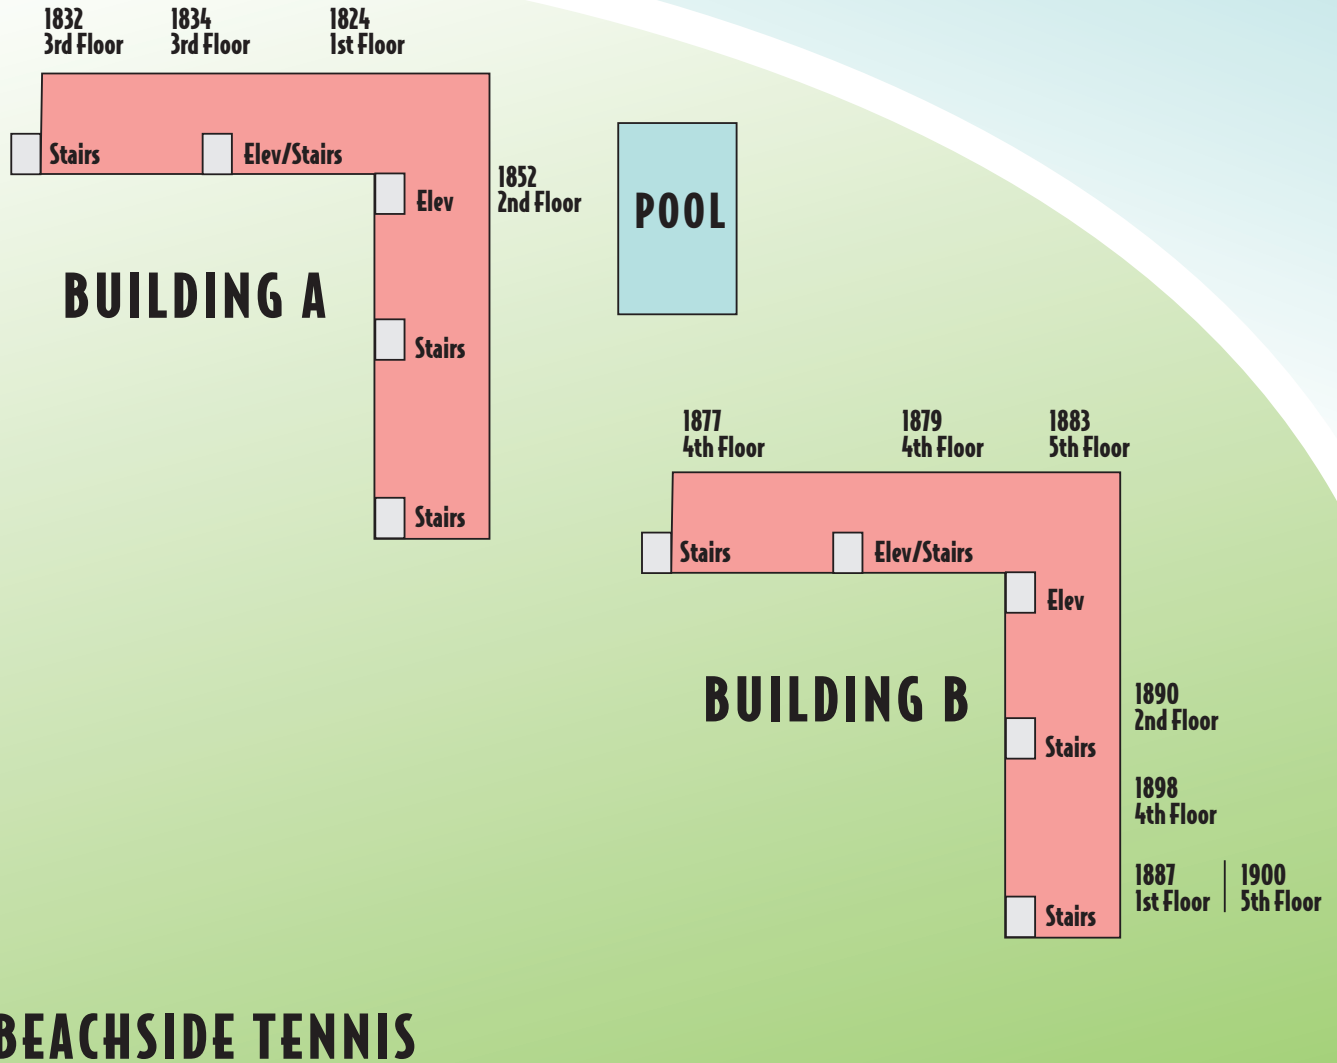 1832
3rd Floor
1834
3rd Floor
1824
1st Floor
Stairs
Elev/Stairs
Elev
1852
2nd Floor
POOL
BUILDING A
Stairs
Stairs
1877
4th Floor
1879
4th Floor
1883
5th Floor
Stairs
Elev/Stairs
Elev
BUILDING B
1890
2nd Floor
Stairs
1898
4th Floor
1887
1st Floor
1900
5th Floor
Stairs
BEACHSIDE TENNIS